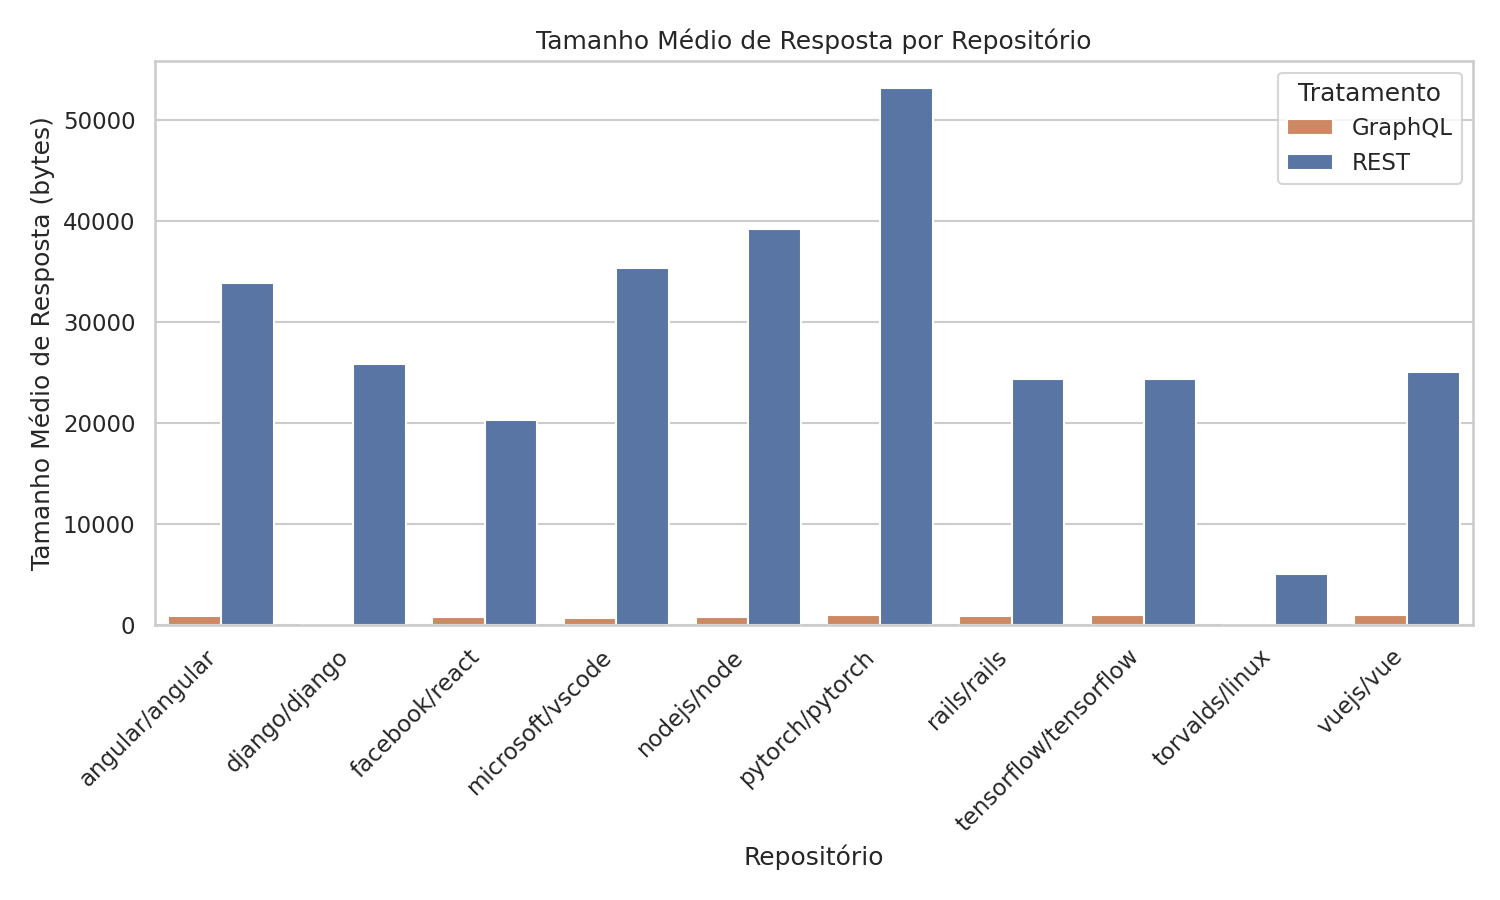 Tamanho Médio de Resposta por Repositório
Tamanho Médio de Resposta (bytes)
50000
40000
30000
20000
10000
0
Tratamento
GraphQL
REST
angular/angular
django/django
facebook/react
microsoft/vscode
nodejs/node
pytorch/pytorch
rails/rails
tensorflow/tensorflow
torvalds/linux
vuejs/vue
Repositório